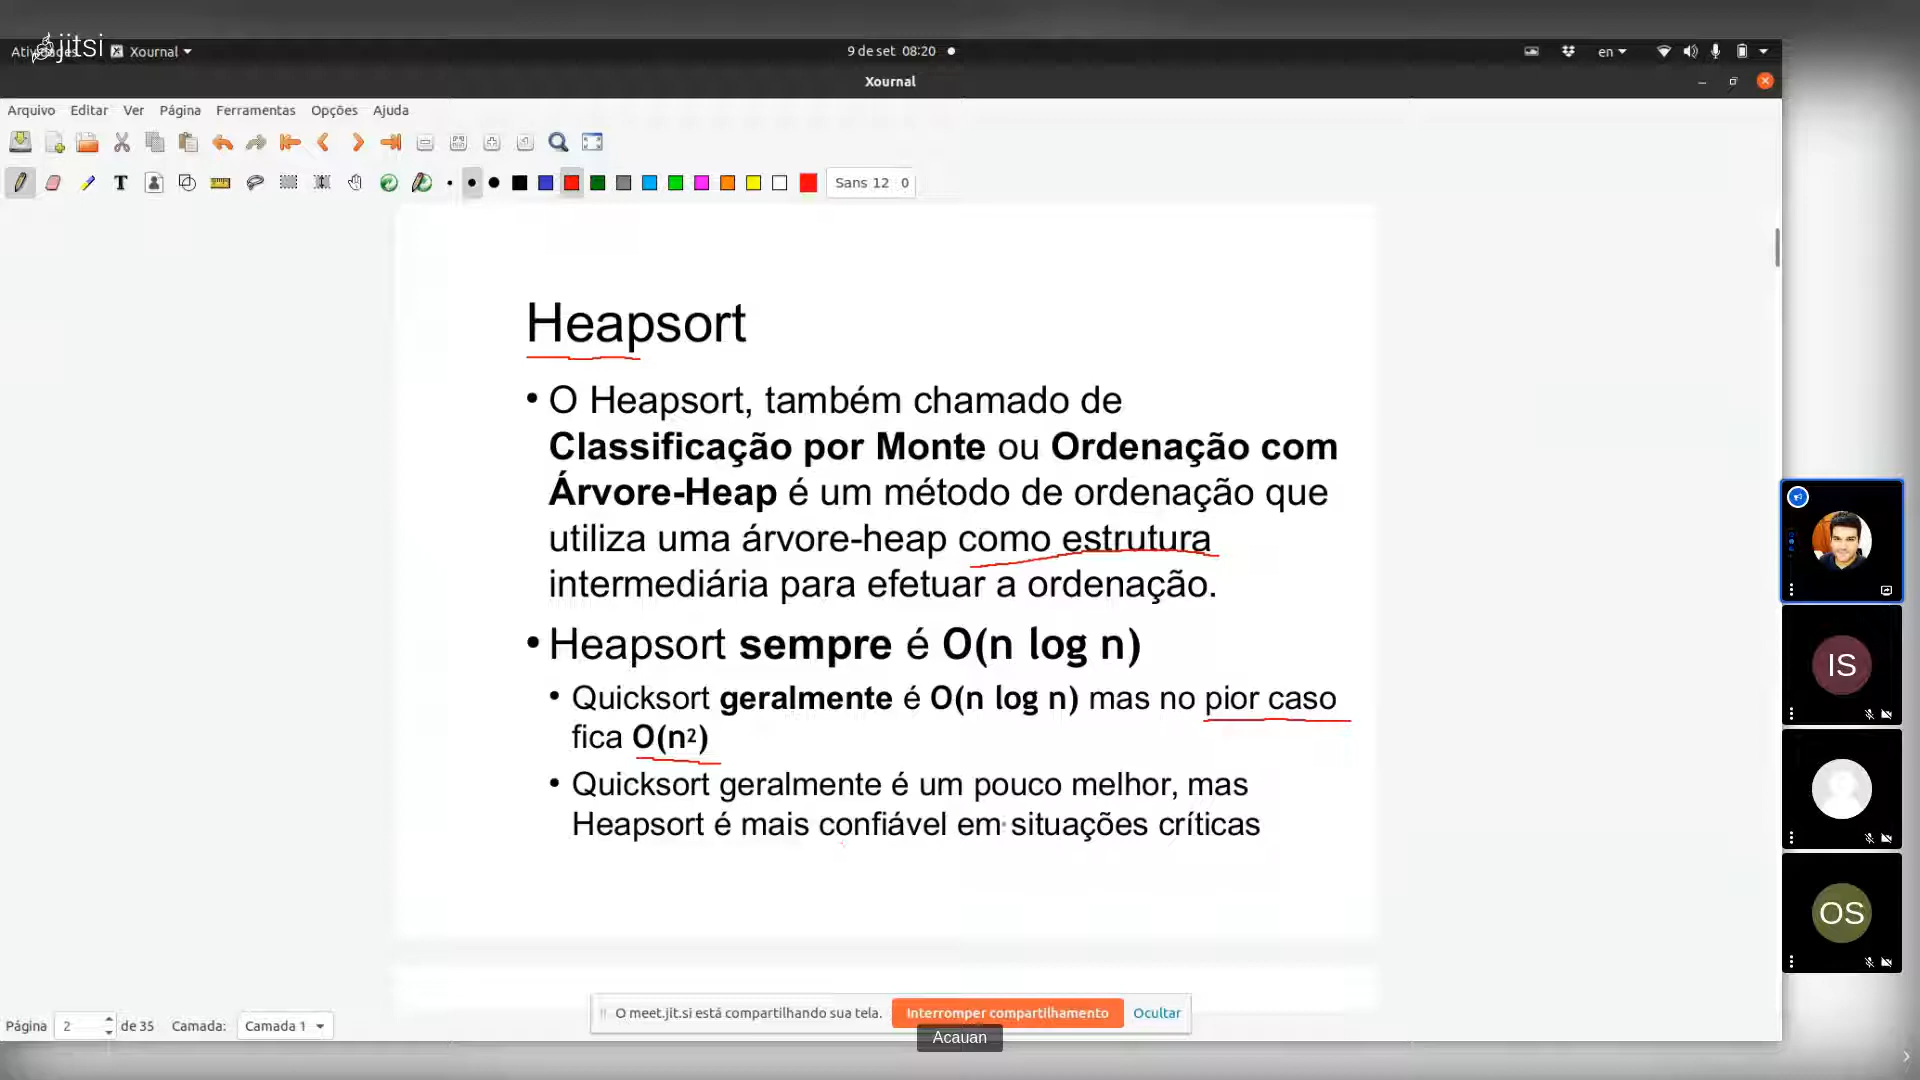 jitsi
Xournal
9 de set 08:20
en
Xournal
Arquivo Editar Ver Página Ferramentas Opções Ajuda
Sans 12 0
Heapsort
• O Heapsort, também chamado de
Classificação por Monte ou Ordenação com
Árvore-Heap é um método de ordenação que
utiliza uma árvore-heap como estrutura
intermediária para efetuar a ordenação.
• Heapsort sempre é O(n log n)
• Quicksort geralmente é O(n log n) mas no pior caso
fica O(n²)
• Quicksort geralmente é um pouco melhor, mas
Heapsort é mais confiável em situações críticas
IS
OS
O meet.jit.si está compartilhando sua tela. Interromper compartilhamento Ocultar
Página 2 de 35 Camada: Camada 1
Acauan